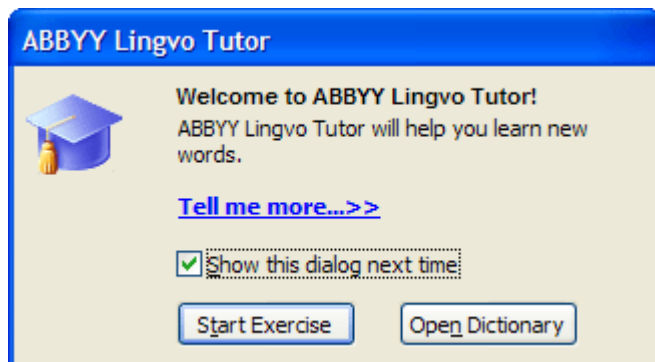 ABBYY Lingvo Tutor
Welcome to ABBYY Lingvo Tutor!
ABBYY Lingvo Tutor will help you learn new
words.
Tell me more...>>
Show this dialog next time
Start Exercise
Open Dictionary